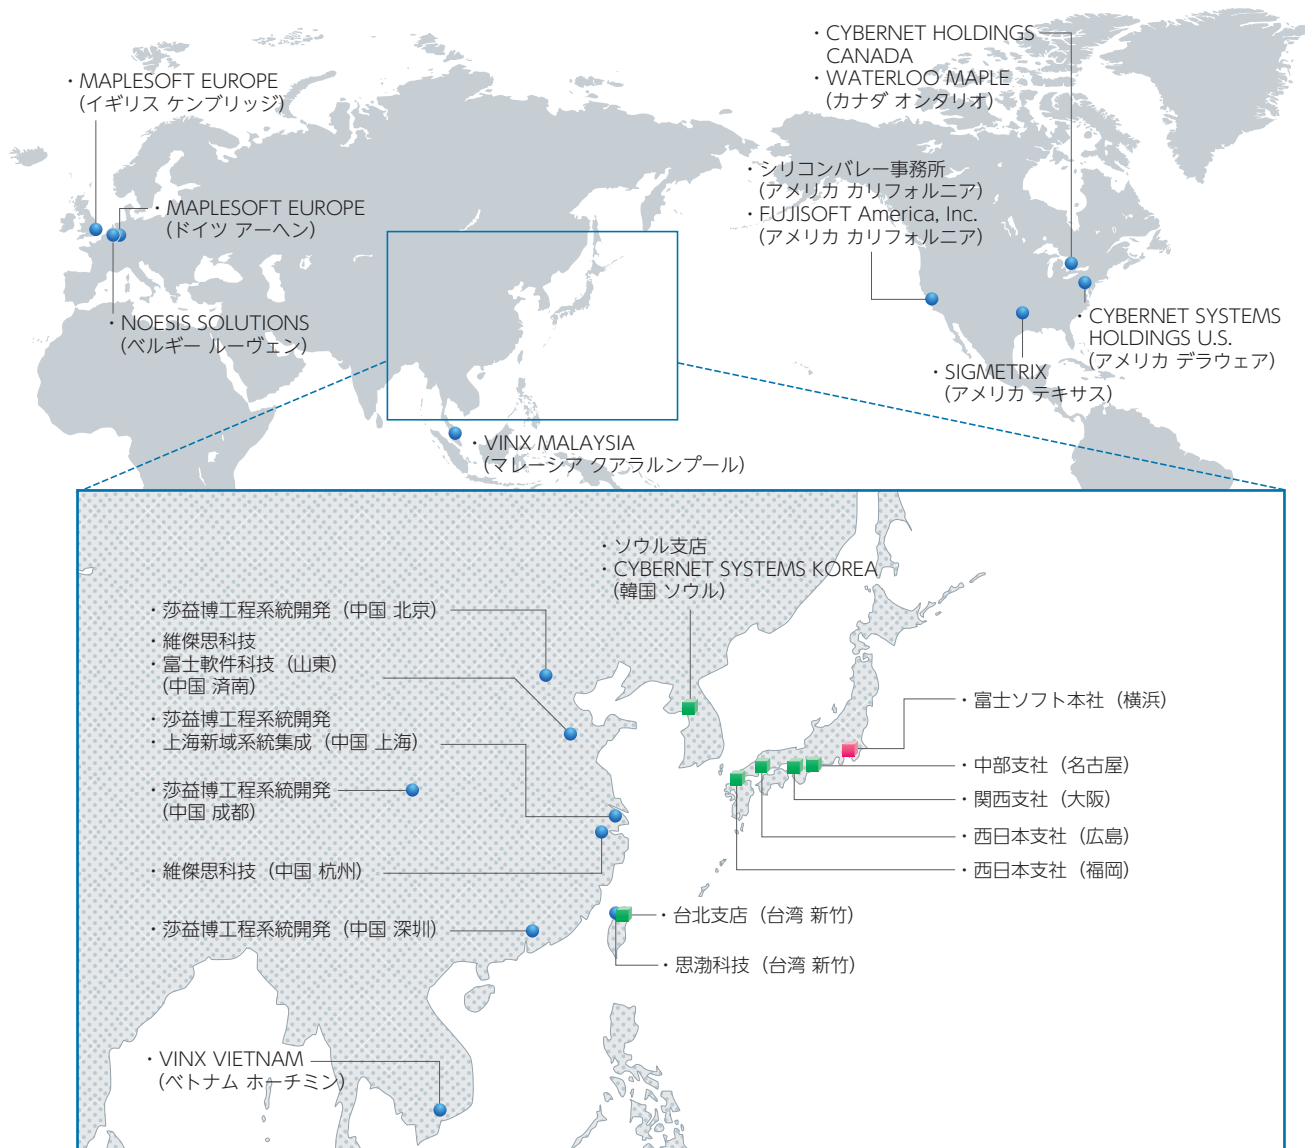 ・MAPLESOFT EUROPE
(イギリス ケンブリッジ)
・MAPLESOFT EUROPE
(ドイツ アーヘン)
・NOESIS SOLUTIONS
(ベルギー ルーヴェン)
・CYBERNET HOLDINGS
CANADA
・WATERLOO MAPLE
(カナダ オンタリオ)
・シリコンバレー事務所
(アメリカ カリフォルニア)
・FUJISOFT America, Inc.
(アメリカ カリフォルニア)
・CYBERNET SYSTEMS
HOLDINGS U.S.
(アメリカ デラウェア)
・SIGMETRIX
(アメリカ テキサス)
・VINX MALAYSIA
(マレーシア クアラルンプール)
・ソウル支店
・CYBERNET SYSTEMS KOREA
(韓国 ソウル)
・莎益博工程系統開発(中国 北京)
・維傑思科技
・富士軟件科技(山東)
(中国 済南)
・莎益博工程系統開発
・上海新域系統集成(中国 上海)
・莎益博工程系統開発
(中国 成都)
・維傑思科技(中国 杭州)
・莎益博工程系統開発(中国 深圳)
・富士ソフト本社(横浜)
・中部支社(名古屋)
・関西支社(大阪)
・西日本支社(広島)
・西日本支社(福岡)
・台北支店(台湾 新竹)
・思渤科技(台湾 新竹)
・VINX VIETNAM
(ベトナム ホーチミン)